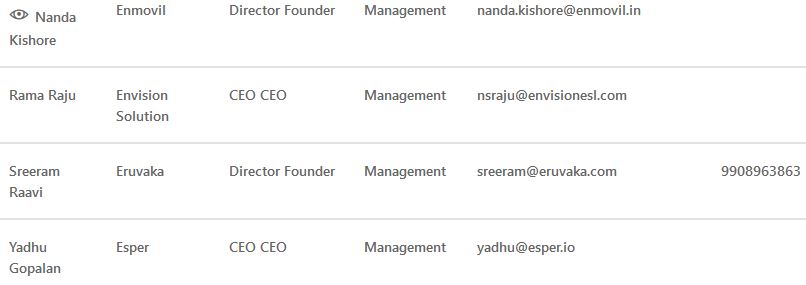 Nanda Enmovil Director Founder Management nanda.kishore@enmovil.in
Kishore
Rama Raju Envision CEO CEO Management nsraju@envisionesl.com
Solution
Sreeram Eruvaka Director Founder Management sreeram@eruvaka.com 9908963863
Raavi
Yadhu Esper CEO CEO Management yadhu@esper.io
Gopalan